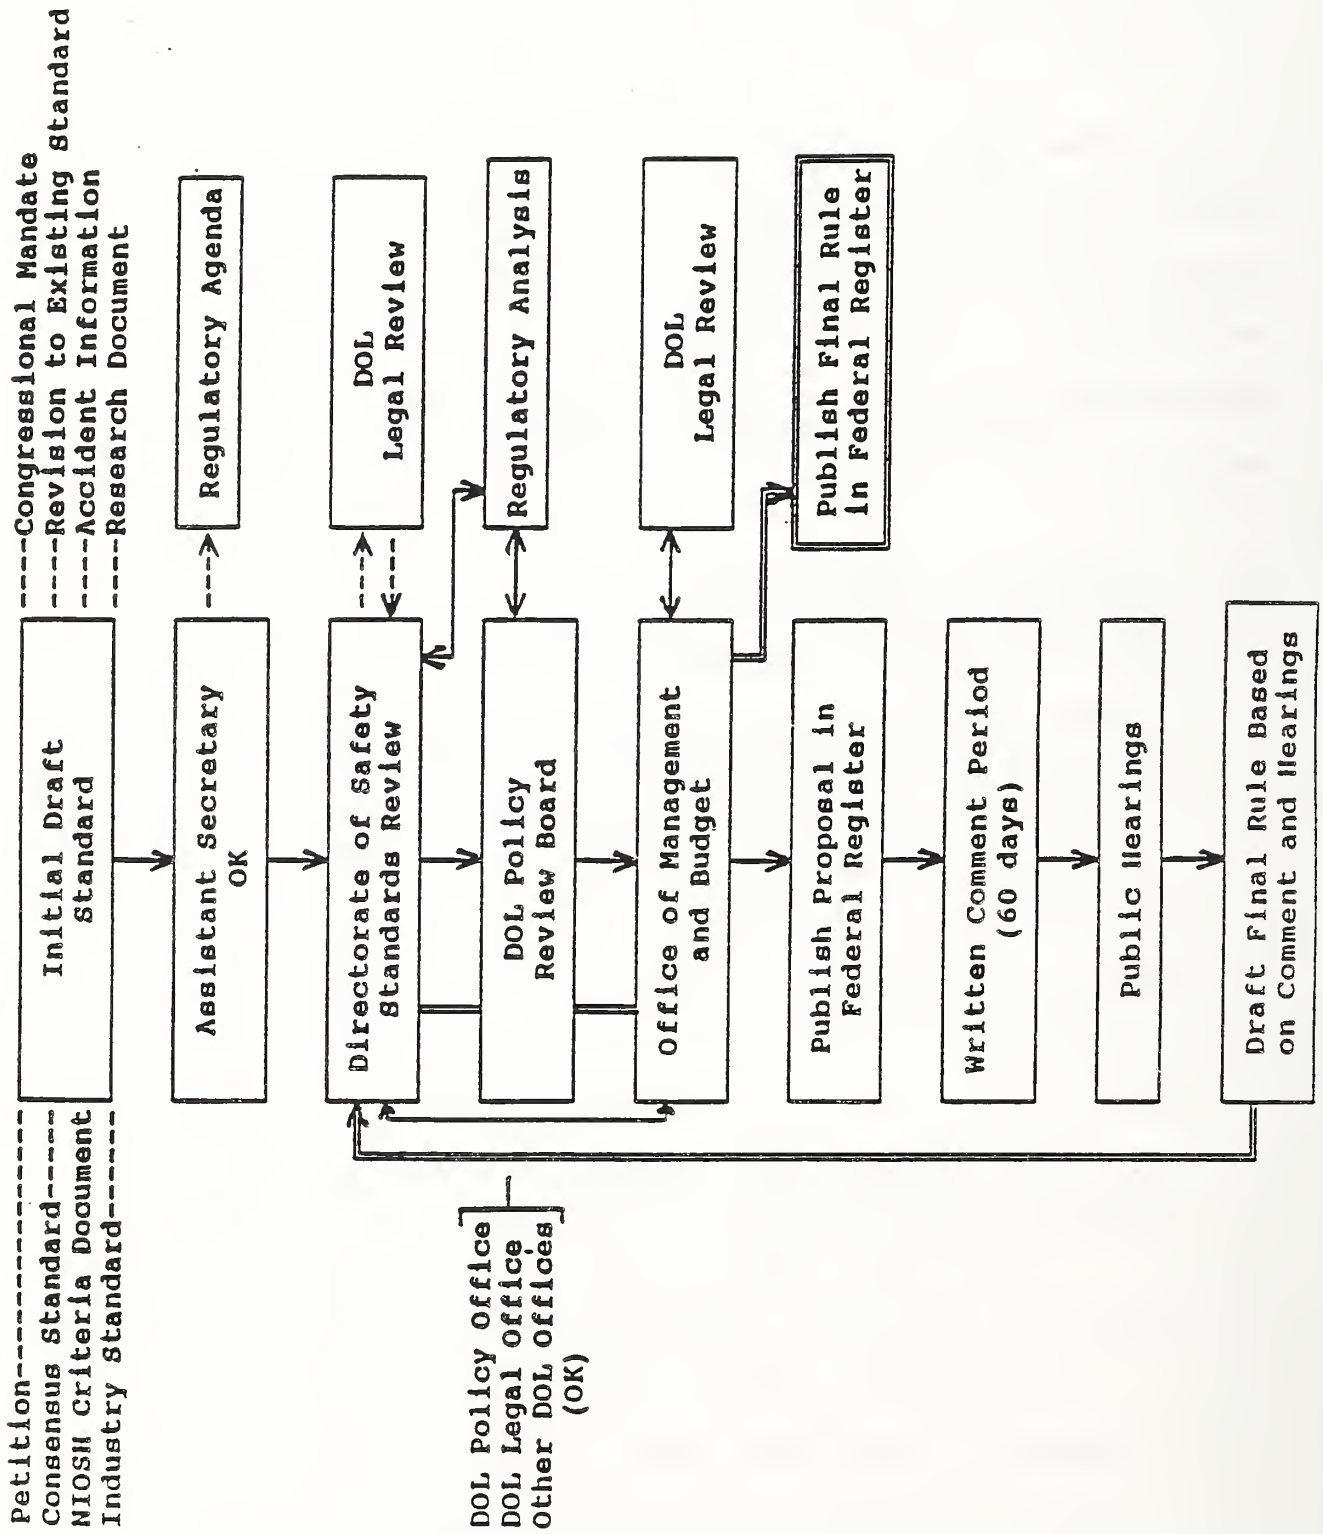 Petition---------------
Consensus Standard-----
NIOSH Criteria Document
Industry Standard------
Initial Draft
Standard
----Congressional Mandate
----Revision to Existing Standard
----Accident Information
----Research Document
Assistant Secretary
OK
Regulatory Agenda
Directorate of Safety
Standards Review
DOL
Legal Review
DOL Policy Office
DOL Legal Office
Other DOL Offices
(OK)
DOL Policy
Review Board
Regulatory Analysis
Office of Management
and Budget
DOL
Legal Review
Publish Proposal in
Federal Register
Publish Final Rule
in Federal Register
Written Comment Period
(60 days)
Public Hearings
Draft Final Rule Based
on Comment and Hearings